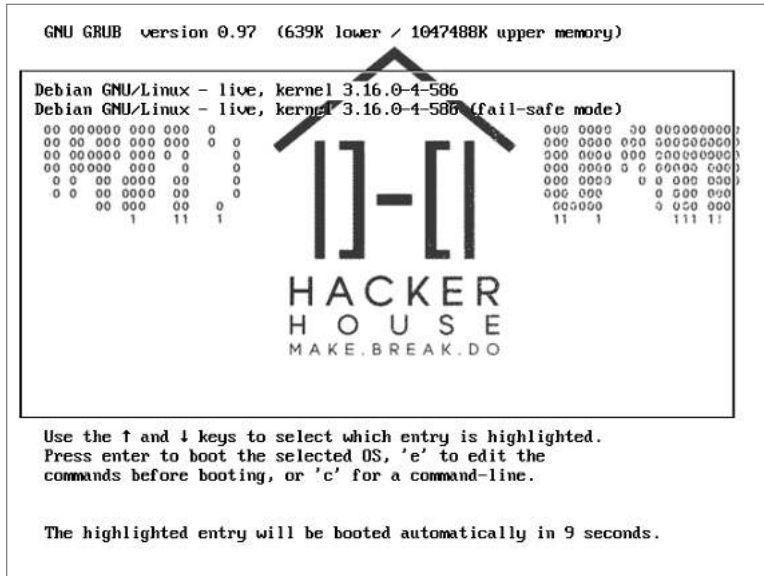 GNU GRUB version 0.97 (639K lower / 1047488K upper memory)
Debian GNU/Linux - live, kernel 3.16.0-4-586
Debian GNU/Linux - live, kernel 3.16.0-4-586 (fail-safe mode)
|]-[|
HACKER
HOUSE
MAKE.BREAK.DO
Use the ↑ and ↓ keys to select which entry is highlighted.
Press enter to boot the selected OS, 'e' to edit the
commands before booting, or 'c' for a command-line.
The highlighted entry will be booted automatically in 9 seconds.